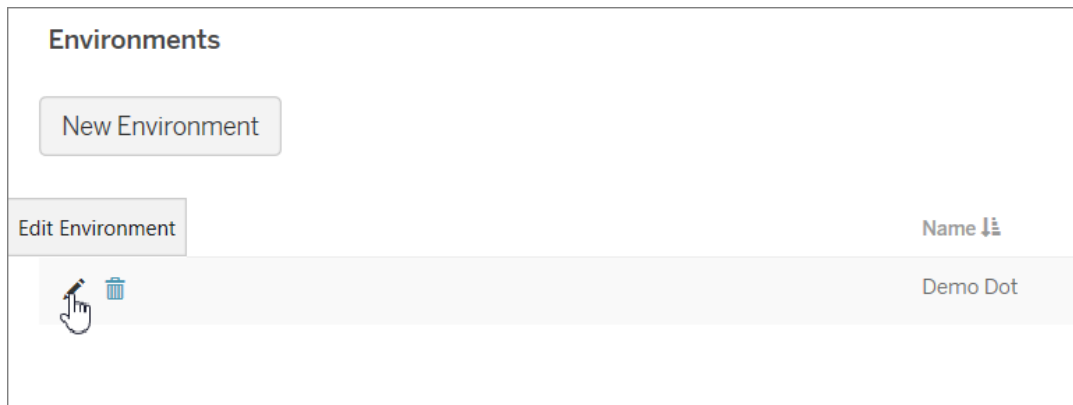 Environments
New Environment
Edit Environment
Name
Demo Dot